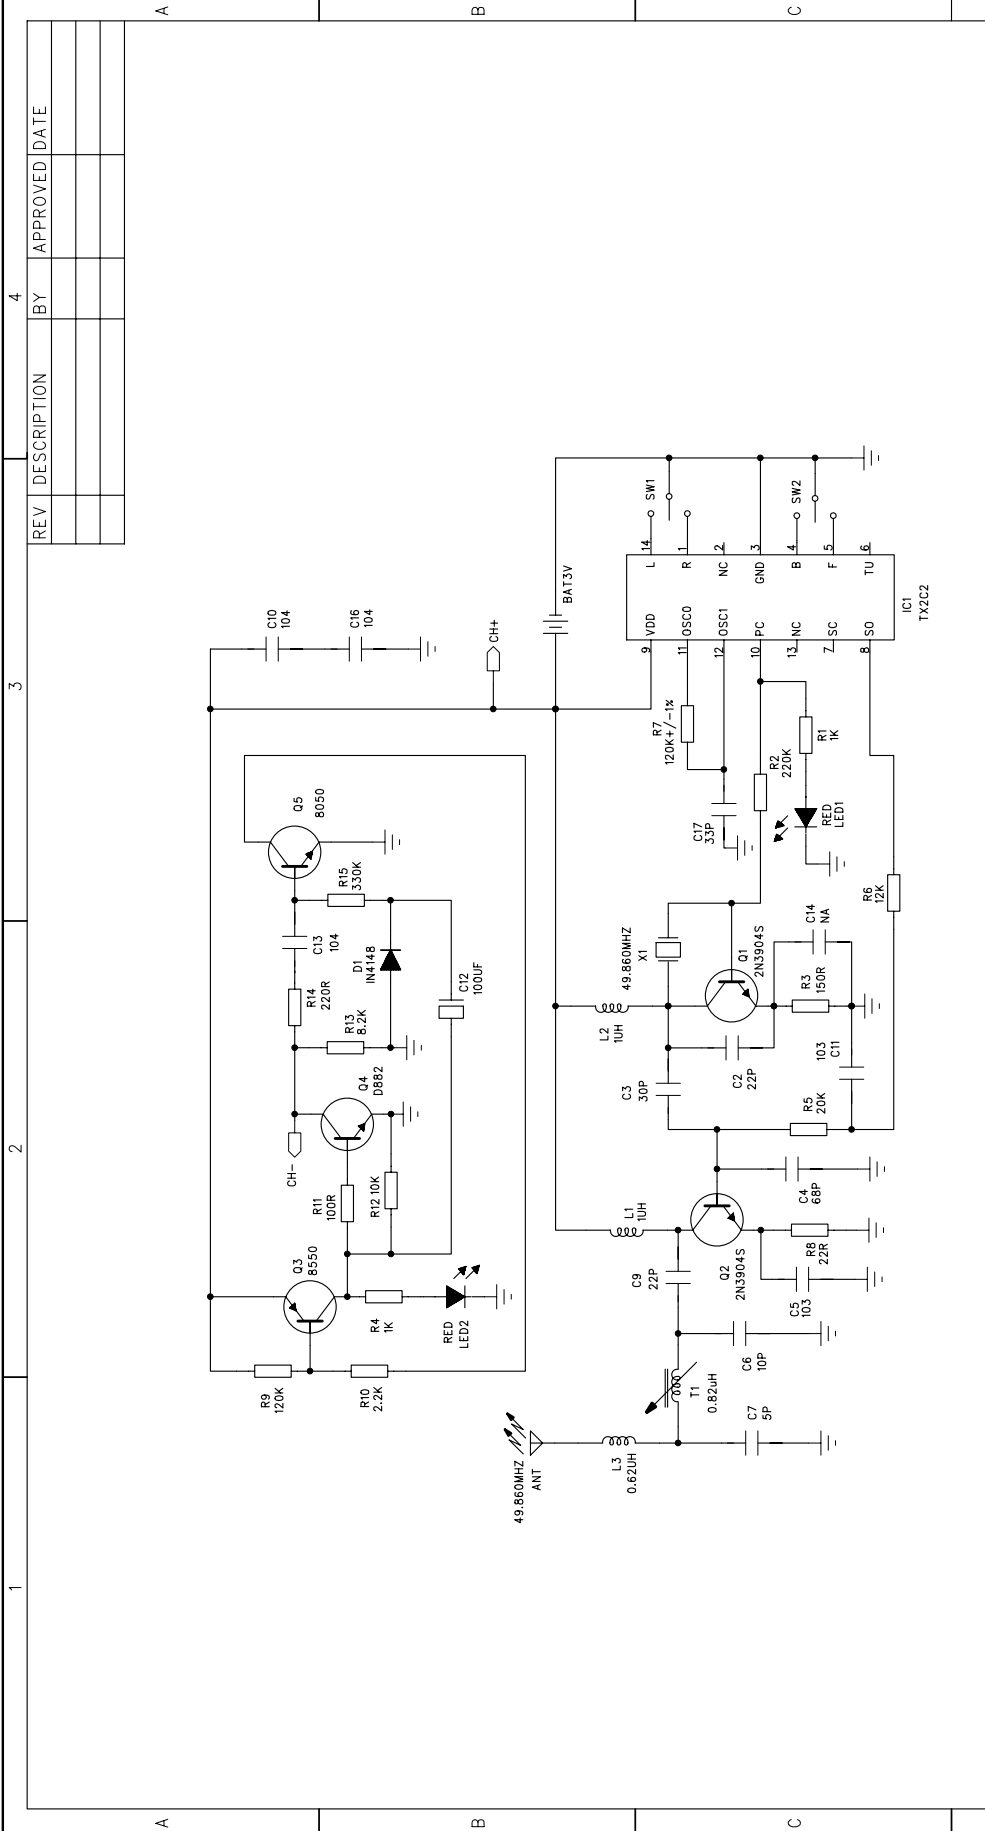 1
2
3
4
A
A
B
B
C
C
REV DESCRIPTION BY APPROVED DATE
R9
120K
R10
2.2K
Q3
8550
R4
1K
RED
LED2
R11
100R
R12 10K
CH-
Q4
D882
R14
220R
R13
8.2K
C13
104
D1
IN4148
R15
330K
C12
100UF
Q5
8050
C10
104
C16
104
CH+
BAT3V
49.860MHZ
ANT
L3
0.62UH
T1
0.82uH
C7
5P
C6
10P
C9
22P
L1
1UH
Q2
2N3904S
C5
103
R8
22R
C4
68P
C3
30P
L2
1UH
C2
22P
R5
20K
103
C11
49.860MHZ
X1
Q1
2N3904S
R3
150R
C14
NA
R6
12K
R7
120K+/-1%
C17
33P
R2
220K
R1
1K
RED
LED1
9 VDD
11 OSC0
12 OSC1
10 PC
13 NC
7 SC
8 SO
L 14
R 1
NC 2
GND 3
B 4
F 5
TU 6
SW1
SW2
IC1
TX2C2